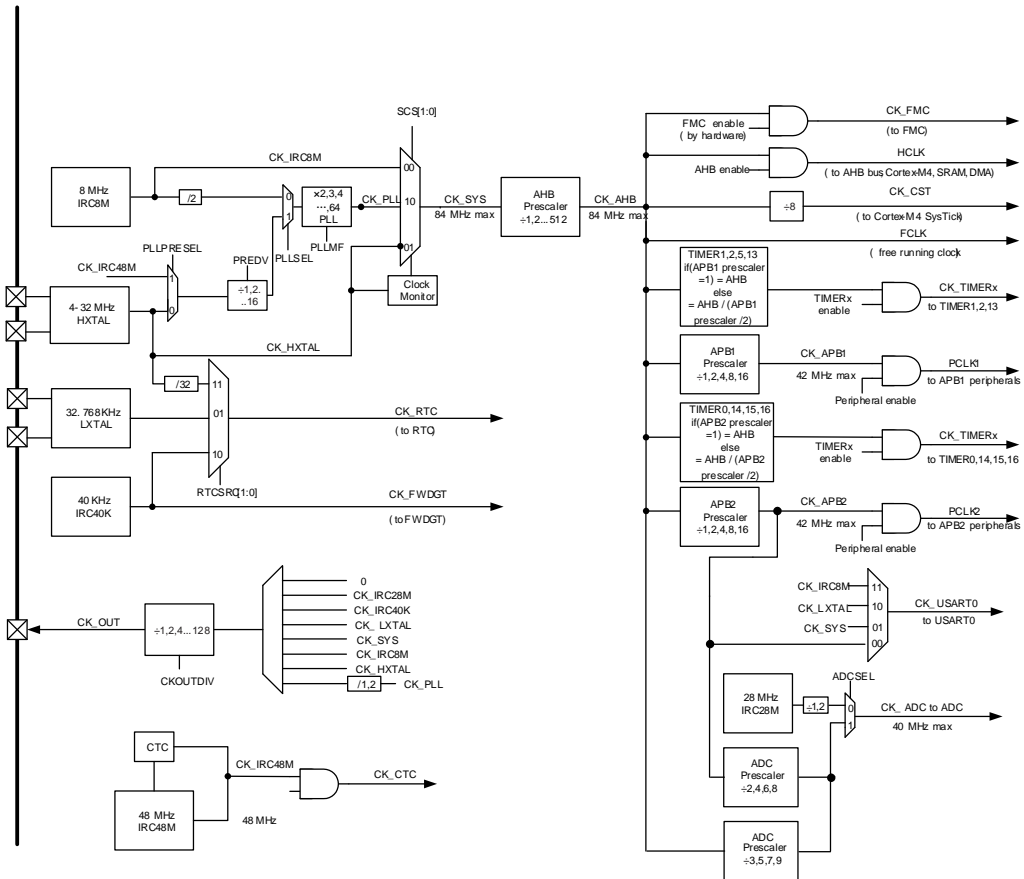 SCS[1:0]
CK_IRC8M
8 MHz
IRC8M
/2
0
1
×2,3,4
…,64
PLL
PLLMF
PLLSEL
CK_PLL
00
10
01
CK_SYS
84 MHz max
AHB
Prescaler
÷1,2...512
CK_AHB
84 MHz max
Clock
Monitor
PLLPRESEL
CK_IRC48M
1
0
PREDV
÷1,2.
..16
4-32 MHz
HXTAL
CK_HXTAL
/32
11
01
10
32.768KHz
LXTAL
CK_RTC
(to RTC)
RTCSRC[1:0]
40 KHz
IRC40K
CK_FWDGT
(to FWDGT)
CK_OUT
÷1,2,4...128
CKOUTDIV
0
CK_IRC28M
CK_IRC40K
CK_LXTAL
CK_SYS
CK_IRC8M
CK_HXTAL
/1,2
CK_PLL
CTC
48 MHz
IRC48M
CK_IRC48M
48 MHz
CK_CTC
FMC enable
( by hardware)
CK_FMC
(to FMC)
AHB enable
HCLK
( to AHB bus,CortexM4, SRAM, DMA)
÷8
CK_CST
( to CortexM4 SysTick)
FCLK
( free running clock)
TIMER1,2,5,13
if(APB1 prescaler
=1) = AHB
else
= AHB / (APB1
prescaler /2)
TIMERx
enable
CK_TIMERx
to TIMER1,2,13
APB1
Prescaler
÷1,2,4,8,16
CK_APB1
42 MHz max
Peripheral enable
PCLK1
to APB1 peripherals
TIMER0,14,15,16
if(APB2 prescaler
=1) = AHB
else
= AHB / (APB2
prescaler /2)
TIMERx
enable
CK_TIMERx
to TIMER0,14,15,16
APB2
Prescaler
÷1,2,4,8,16
CK_APB2
42 MHz max
Peripheral enable
PCLK2
to APB2 peripherals
CK_IRC8M
CK_LXTAL
CK_SYS
11
10
01
00
CK_USART0
to USART0
ADCSEL
28 MHz
IRC28M
÷1,2
0
1
CK_ADC to ADC
40 MHz max
ADC
Prescaler
÷2,4,6,8
ADC
Prescaler
÷3,5,7,9